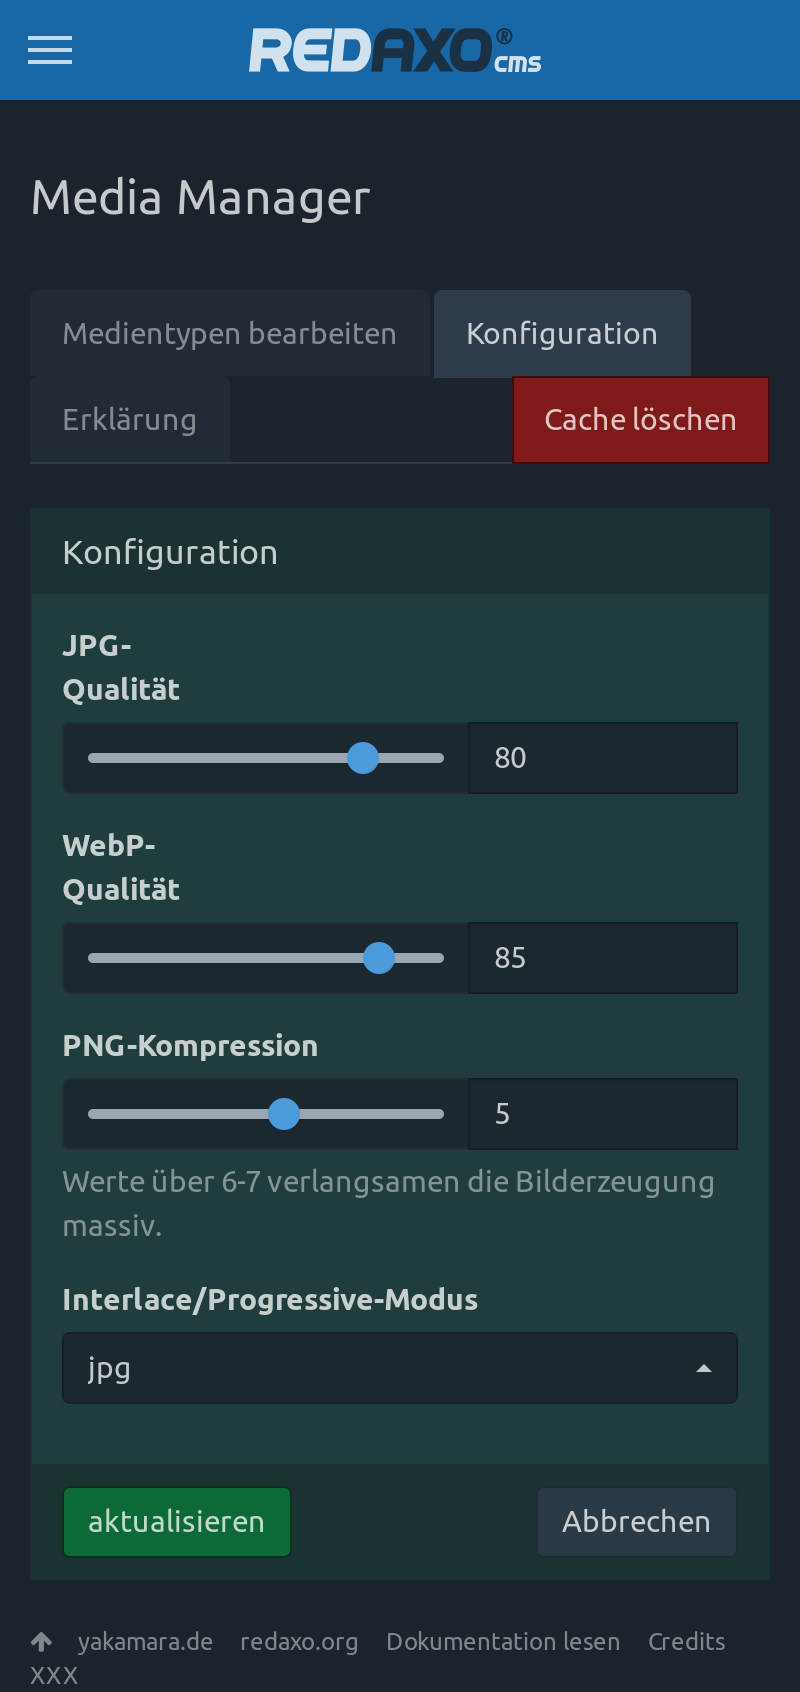 REDAXO® cms
Media Manager
Medientypen bearbeiten Konfiguration
Erklärung Cache löschen
Konfiguration
JPG-
Qualität
80
WebP-
Qualität
85
PNG-Kompression
5
Werte über 6-7 verlangsamen die Bilderzeugung
massiv.
Interlace/Progressive-Modus
jpg
aktualisieren Abbrechen
yakamara.de redaxo.org Dokumentation lesen Credits
XXX